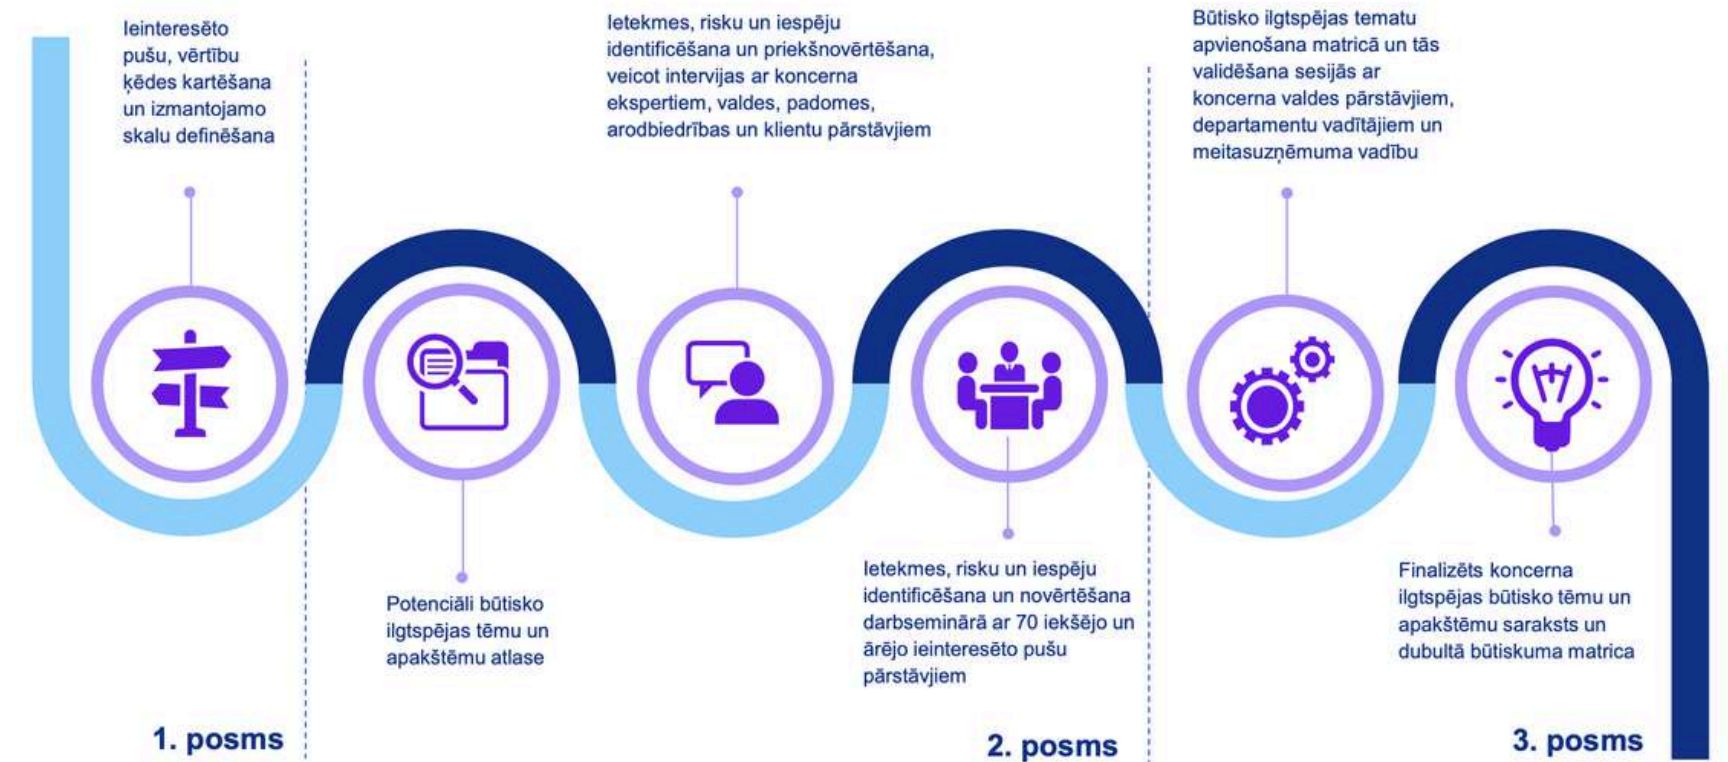 Ieinteresēto
pušu, vērtību
ķēdes kartēšana
un izmantojamo
skalu definēšana
Potenciāli būtisko
ilgtspējas tēmu un
apakštēmu atlase
Ietekmes, risku un iespēju
identificēšana un priekšnovērtēšana,
veicot intervijas ar koncerna
ekspertiem, valdes, padomes,
arodbiedrības un klientu pārstāvjiem
Ietekmes, risku un iespēju
identificēšana un novērtēšana
darbseminārā ar 70 iekšējo un
ārējo ieinteresēto pušu
pārstāvjiem
Būtisko ilgtspējas tematu
apvienošana matricā un tās
validēšana sesijās ar
koncerna valdes pārstāvjiem,
departamentu vadītājiem un
meitasuzņēmuma vadību
Finalizēts koncerna
ilgtspējas būtisko tēmu un
apakštēmu saraksts un
dubultā būtiskuma matrica
1. posms
2. posms
3. posms